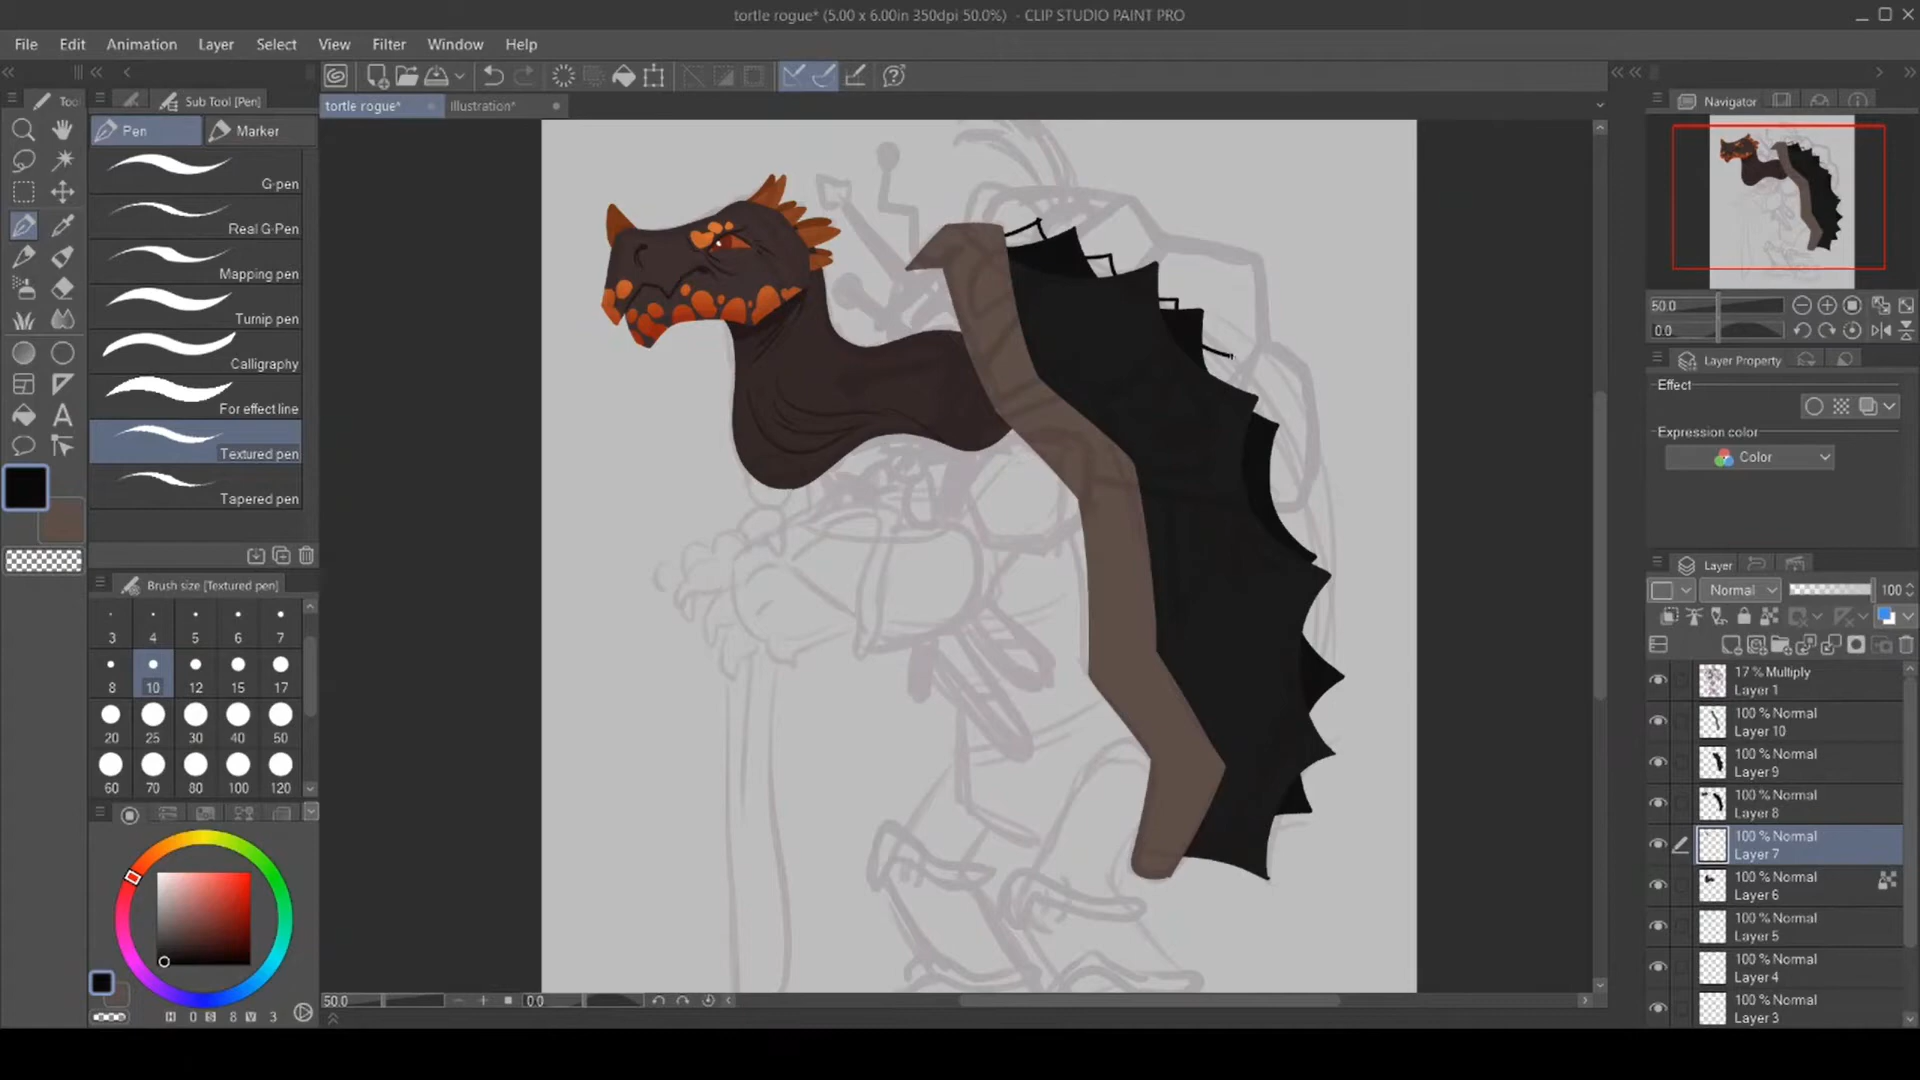 tortle rogue* (5.00 x 6.00in 350dpi 50.0%) - CLIP STUDIO PAINT PRO
File Edit Animation Layer Select View Filter Window Help
Too Sub Tool [Pen]
tortle rogue* Illustration*
Pen Marker
G-pen
Real G-Pen
Mapping pen
Turnip pen
Calligraphy
For effect line
Textured pen
Tapered pen
Brush size [Textured pen]
3 4 5 6 7
8 10 12 15 17
20 25 30 40 50
60 70 80 100 120
H 0 S 8 V 3
50.0 0.0
Navigator
50.0
0.0
Layer Property
Effect
Expression color
Color
Layer
Normal 100
17 % Multiply
Layer 1
100 % Normal
Layer 10
100 % Normal
Layer 9
100 % Normal
Layer 8
100 % Normal
Layer 7
100 % Normal
Layer 6
100 % Normal
Layer 5
100 % Normal
Layer 4
100 % Normal
Layer 3